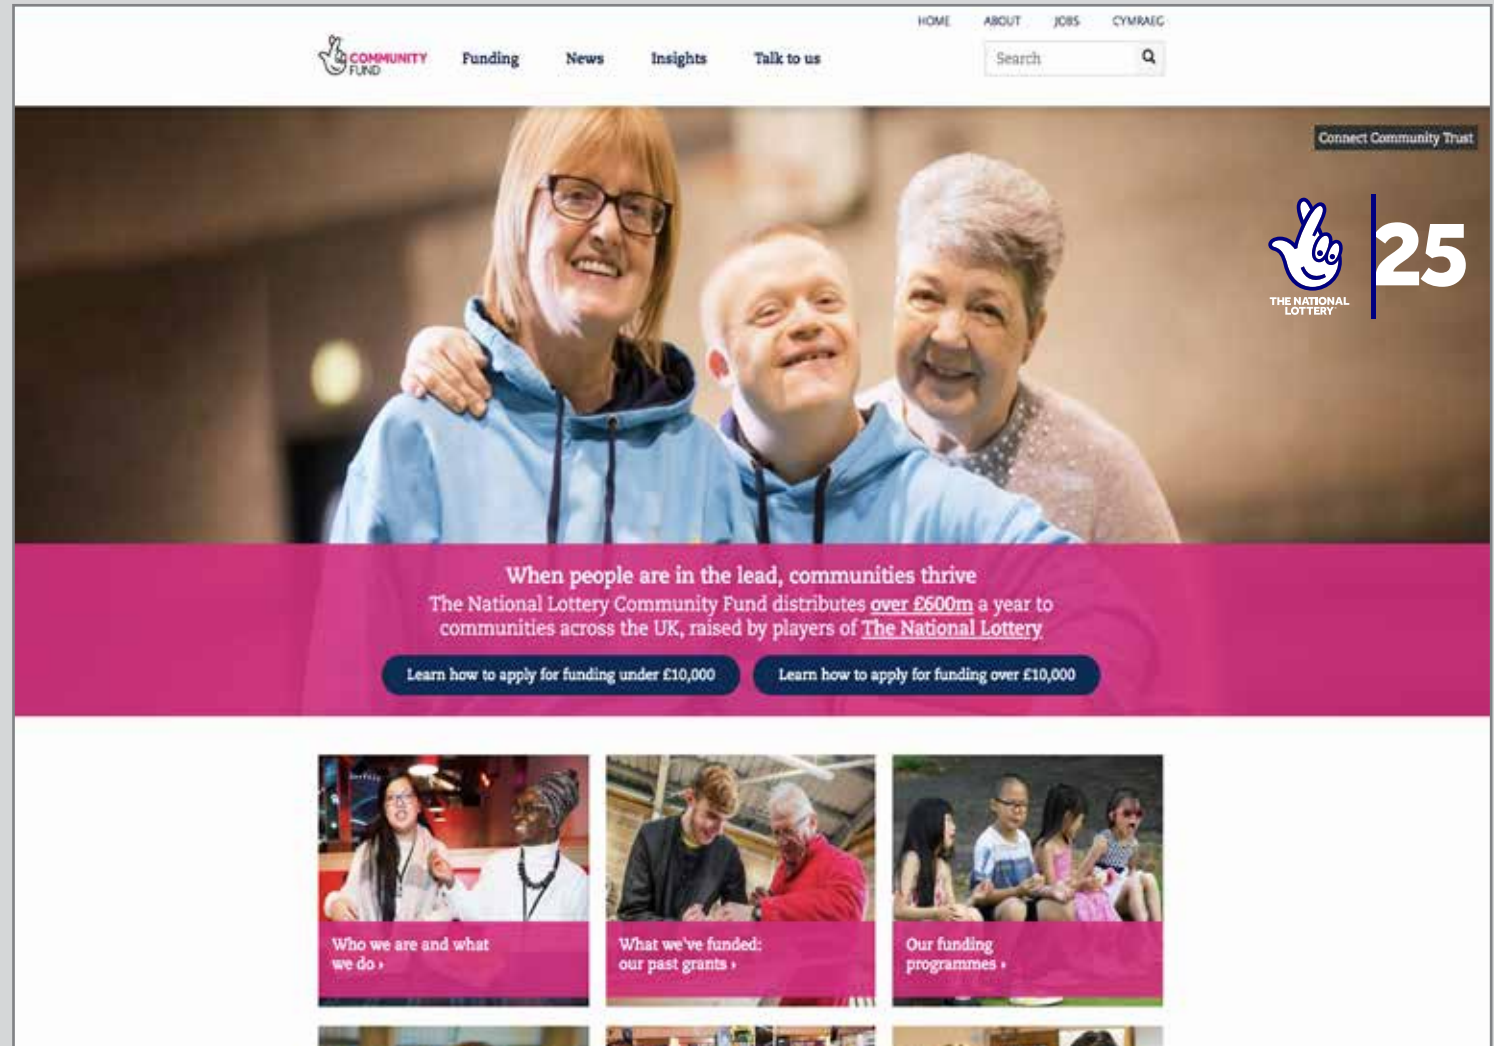 HOME ABOUT JOBS CYMRAEG
COMMUNITY
FUND
Funding News Insights Talk to us
Search
Connect Community Trust
25
THE NATIONAL
LOTTERY
When people are in the lead, communities thrive
The National Lottery Community Fund distributes over £600m a year to
communities across the UK, raised by players of The National Lottery
Learn how to apply for funding under £10,000
Learn how to apply for funding over £10,000
Who we are and what
we do ›
What we've funded:
our past grants ›
Our funding
programmes ›